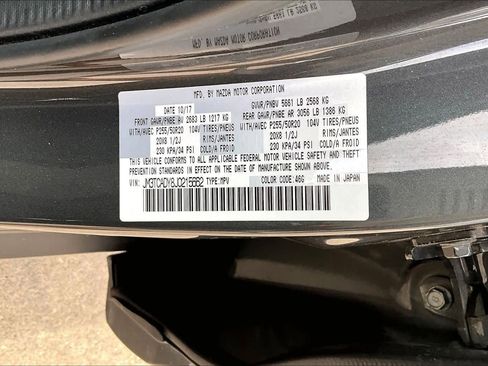 MFD. BY MAZDA MOTOR CORPORATION
DATE 10/17 GVWR/PNBV 5661 LB 2568 KG
FRONT GAWR/PNBE AV 2683 LB 1217 KG REAR GAWR/PNBE AR 3056 LB 1386 KG
WITH/AVEC P255/50R20 104V TIRES/PNEUS WITH/AVEC P255/50R20 104V TIRES/PNEUS
20X8 1/2J RIMS/JANTES 20X8 1/2J RIMS/JANTES
230 KPA/34 PSI COLD/A FROID 230 KPA/34 PSI COLD/A FROID
THIS VEHICLE CONFORMS TO ALL APPLICABLE FEDERAL MOTOR VEHICLE SAFETY AND THEFT
PREVENTION STANDARDS IN EFFECT ON THE DATE OF MANUFACTURE SHOWN ABOVE.
VIN: JM3TCADY8J0215662 TYPE:MPV COLOR CODE: 46G MADE IN JAPAN